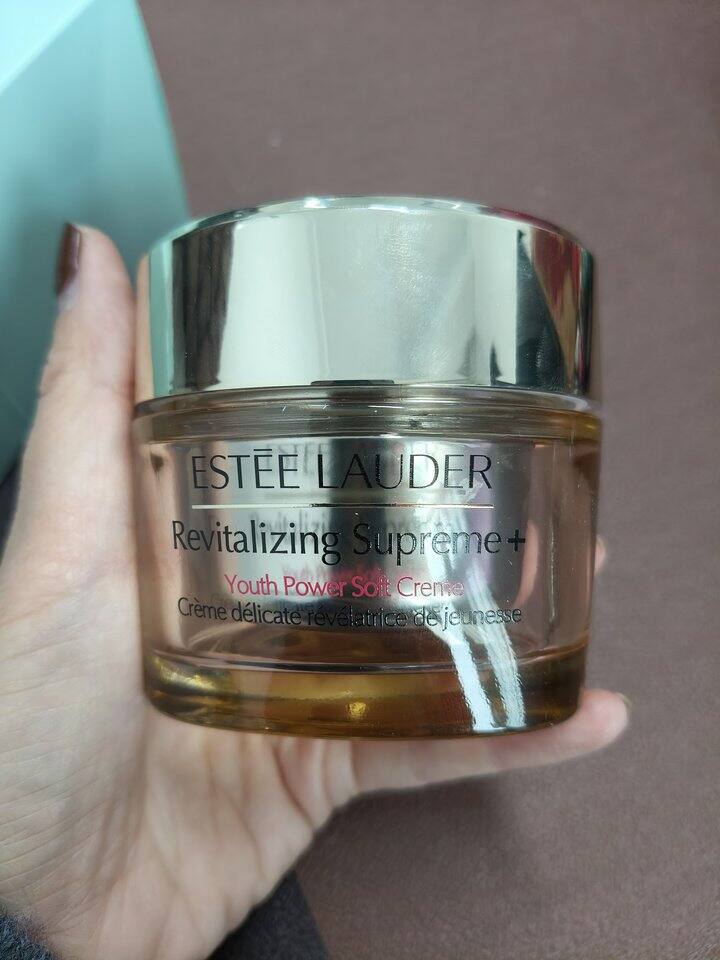 ESTĒE LAUDER
Revitalizing Supreme+
Youth Power Soft Creme
Crème délicate révélatrice de jeunesse